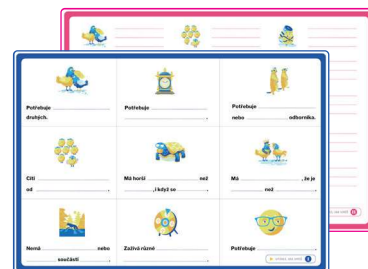 Potřebuje
druhých.
Potřebuje .
Potřebuje
nebo odborníka.
Cítí
od .
Má horší než
, i když se .
Má , že je
než .
Nemá nebo
součástí .
Zažívá různé .
Potřebuje .